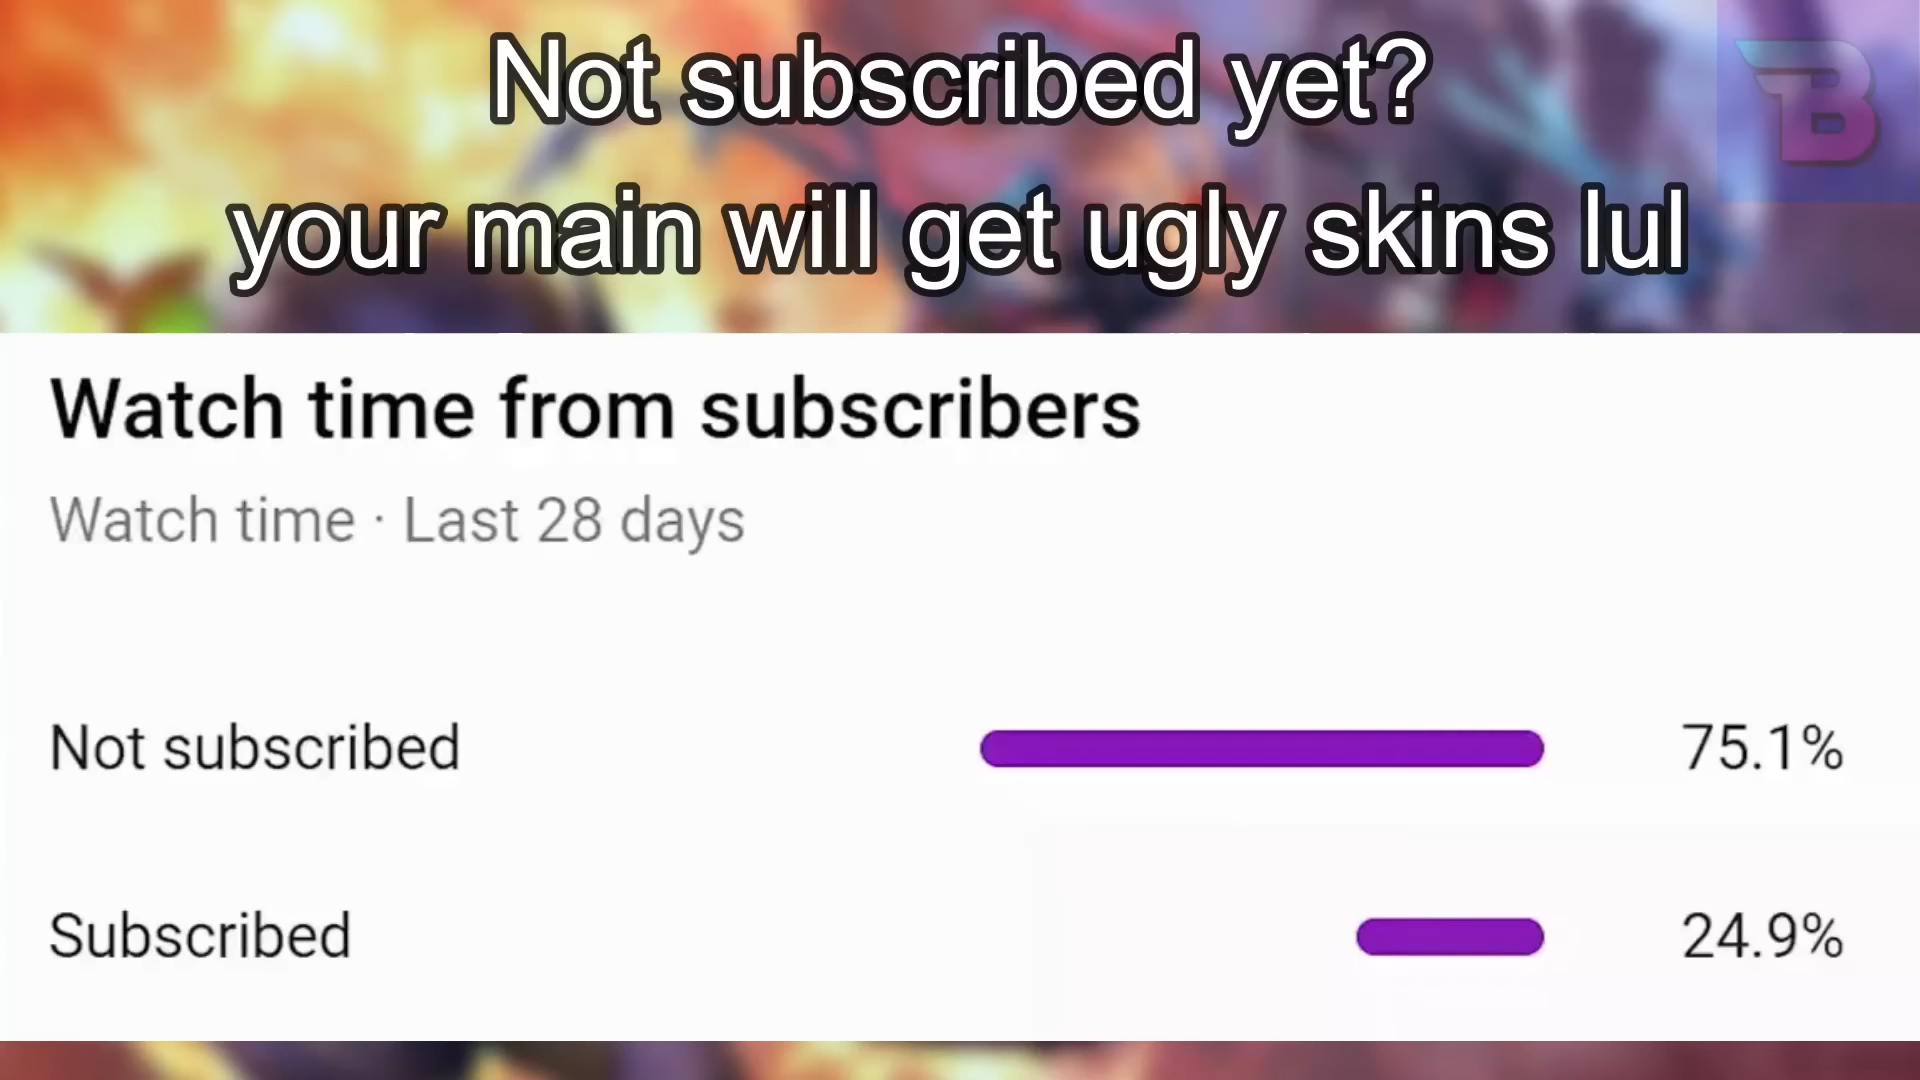 Not subscribed yet?
your main will get ugly skins lul
Watch time from subscribers
Watch time · Last 28 days
Not subscribed 75.1%
Subscribed 24.9%
B